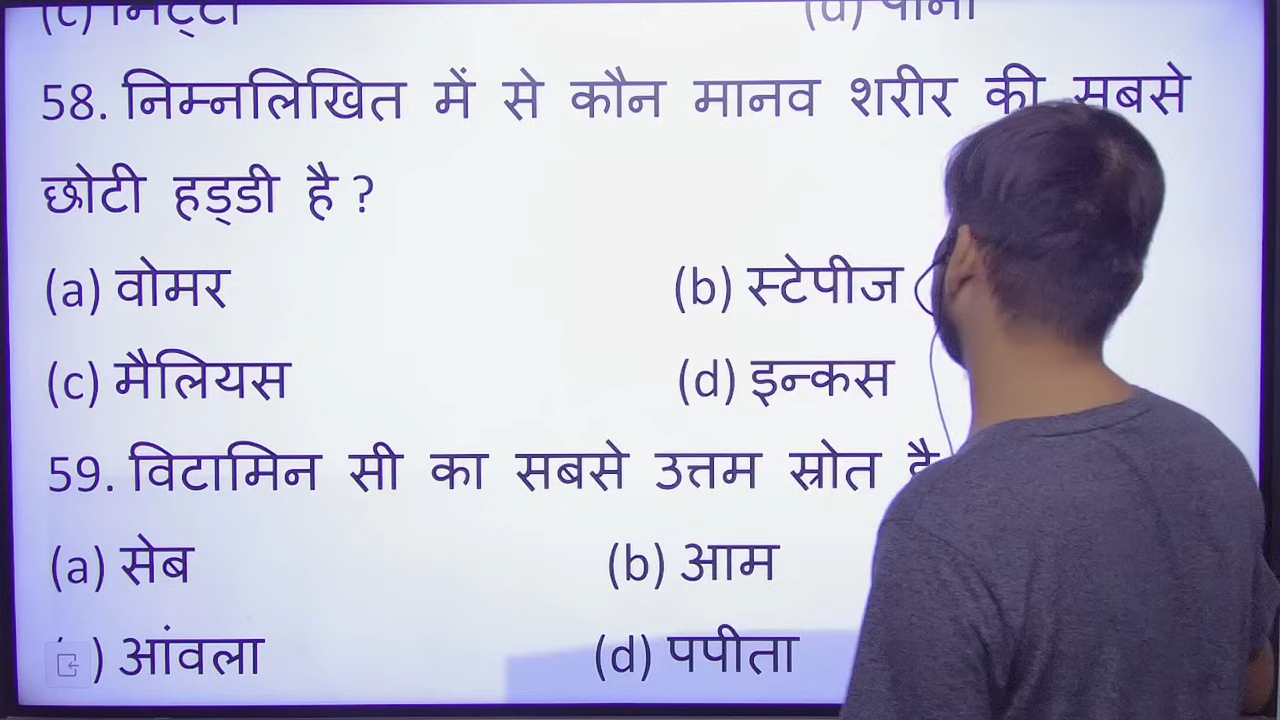 58. निम्नलिखित में से कौन मानव शरीर की सबसे
छोटी हड्डी है ?
(a) वोमर (b) स्टेपीज
(c) मैलियस (d) इन्कस
59. विटामिन सी का सबसे उत्तम स्रोत है
(a) सेब (b) आम
) आंवला (d) पपीता